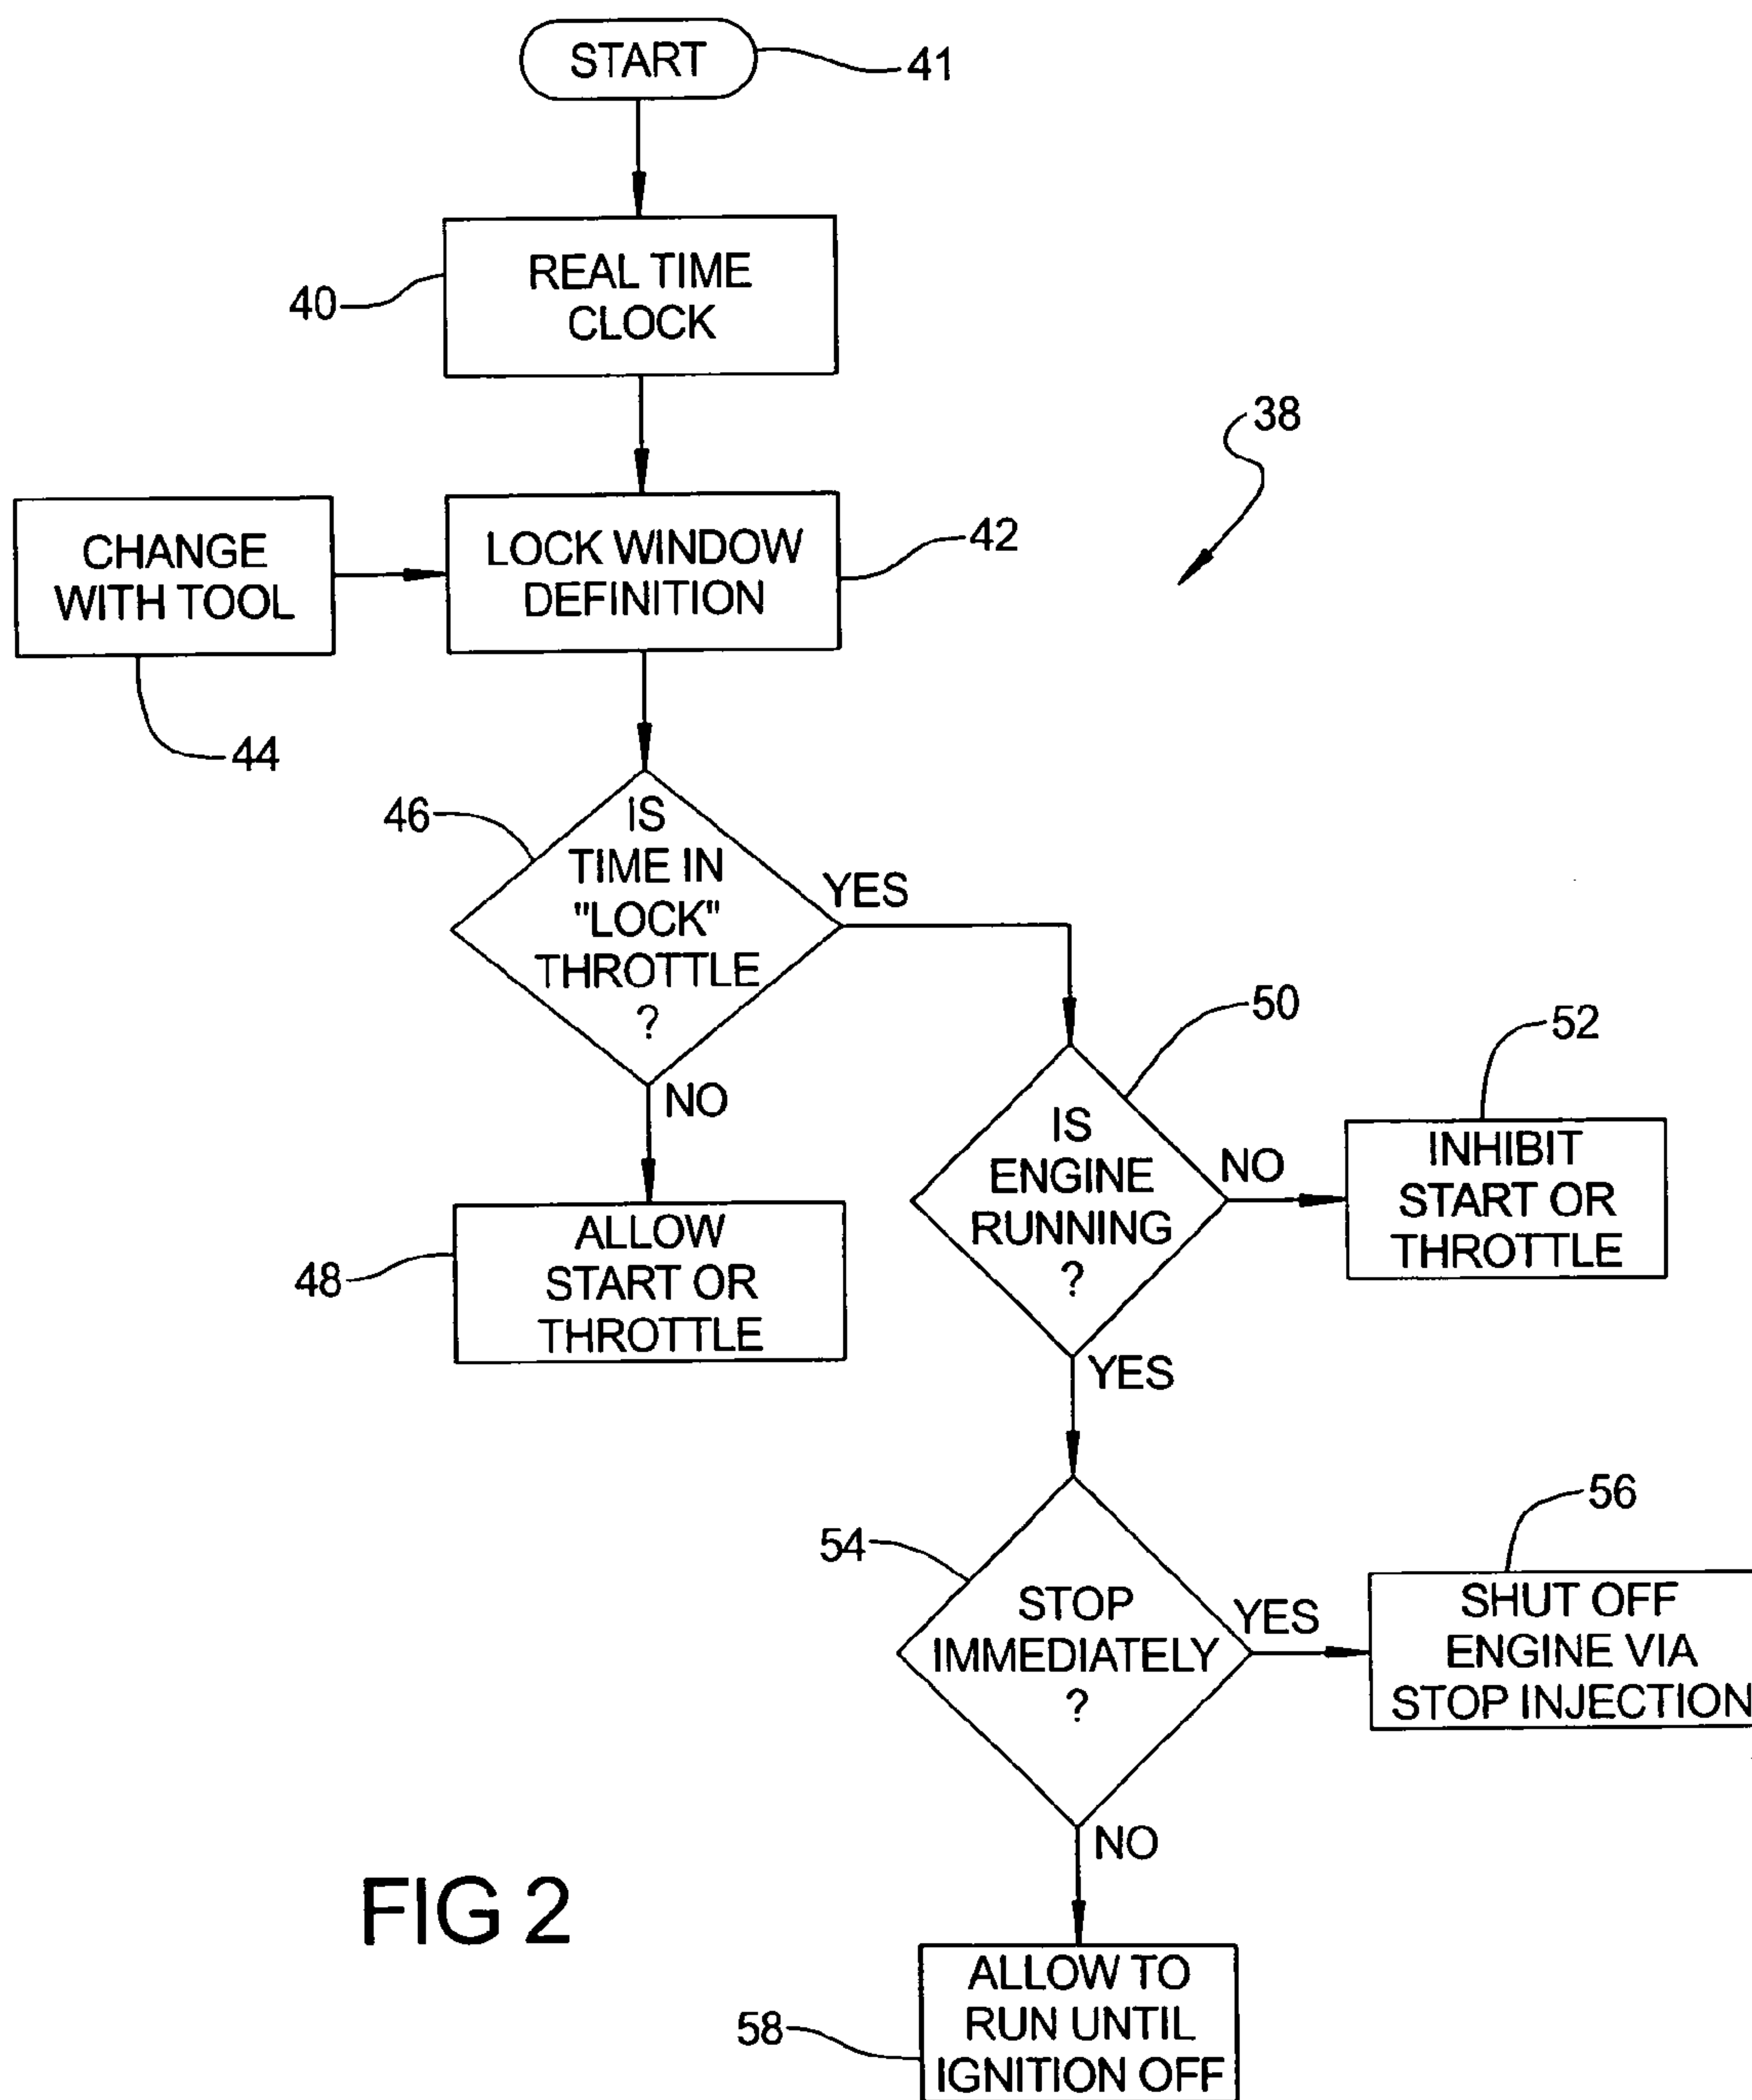 START
41
REAL TIME
CLOCK
40
38
CHANGE
WITH TOOL
44
LOCK WINDOW
DEFINITION
42
46
IS
TIME IN
"LOCK"
THROTTLE
?
YES
NO
ALLOW
START OR
THROTTLE
48
50
IS
ENGINE
RUNNING
?
NO
52
INHIBIT
START OR
THROTTLE
YES
54
STOP
IMMEDIATELY
?
YES
56
SHUT OFF
ENGINE VIA
STOP INJECTION
NO
58
ALLOW TO
RUN UNTIL
IGNITION OFF
FIG 2